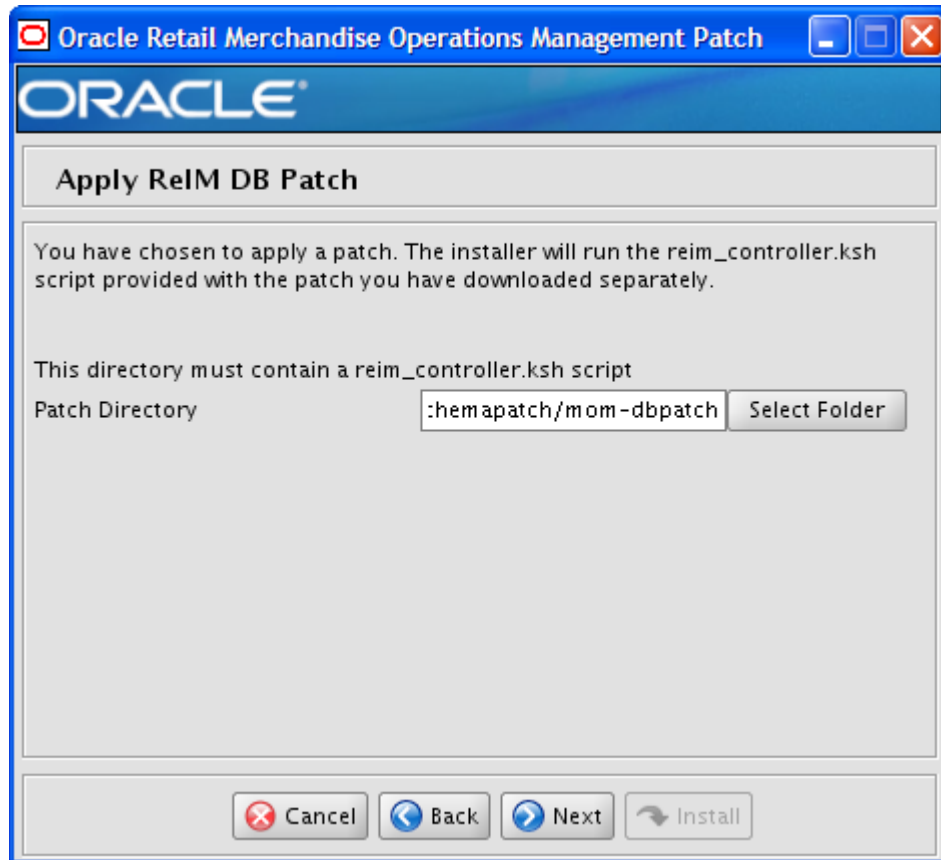 Oracle Retail Merchandise Operations Management Patch
ORACLE®
Apply ReIM DB Patch
You have chosen to apply a patch. The installer will run the reim_controller.ksh
script provided with the patch you have downloaded separately.
This directory must contain a reim_controller.ksh script
Patch Directory :hemapatch/mom-dbpatch Select Folder
Cancel Back Next Install